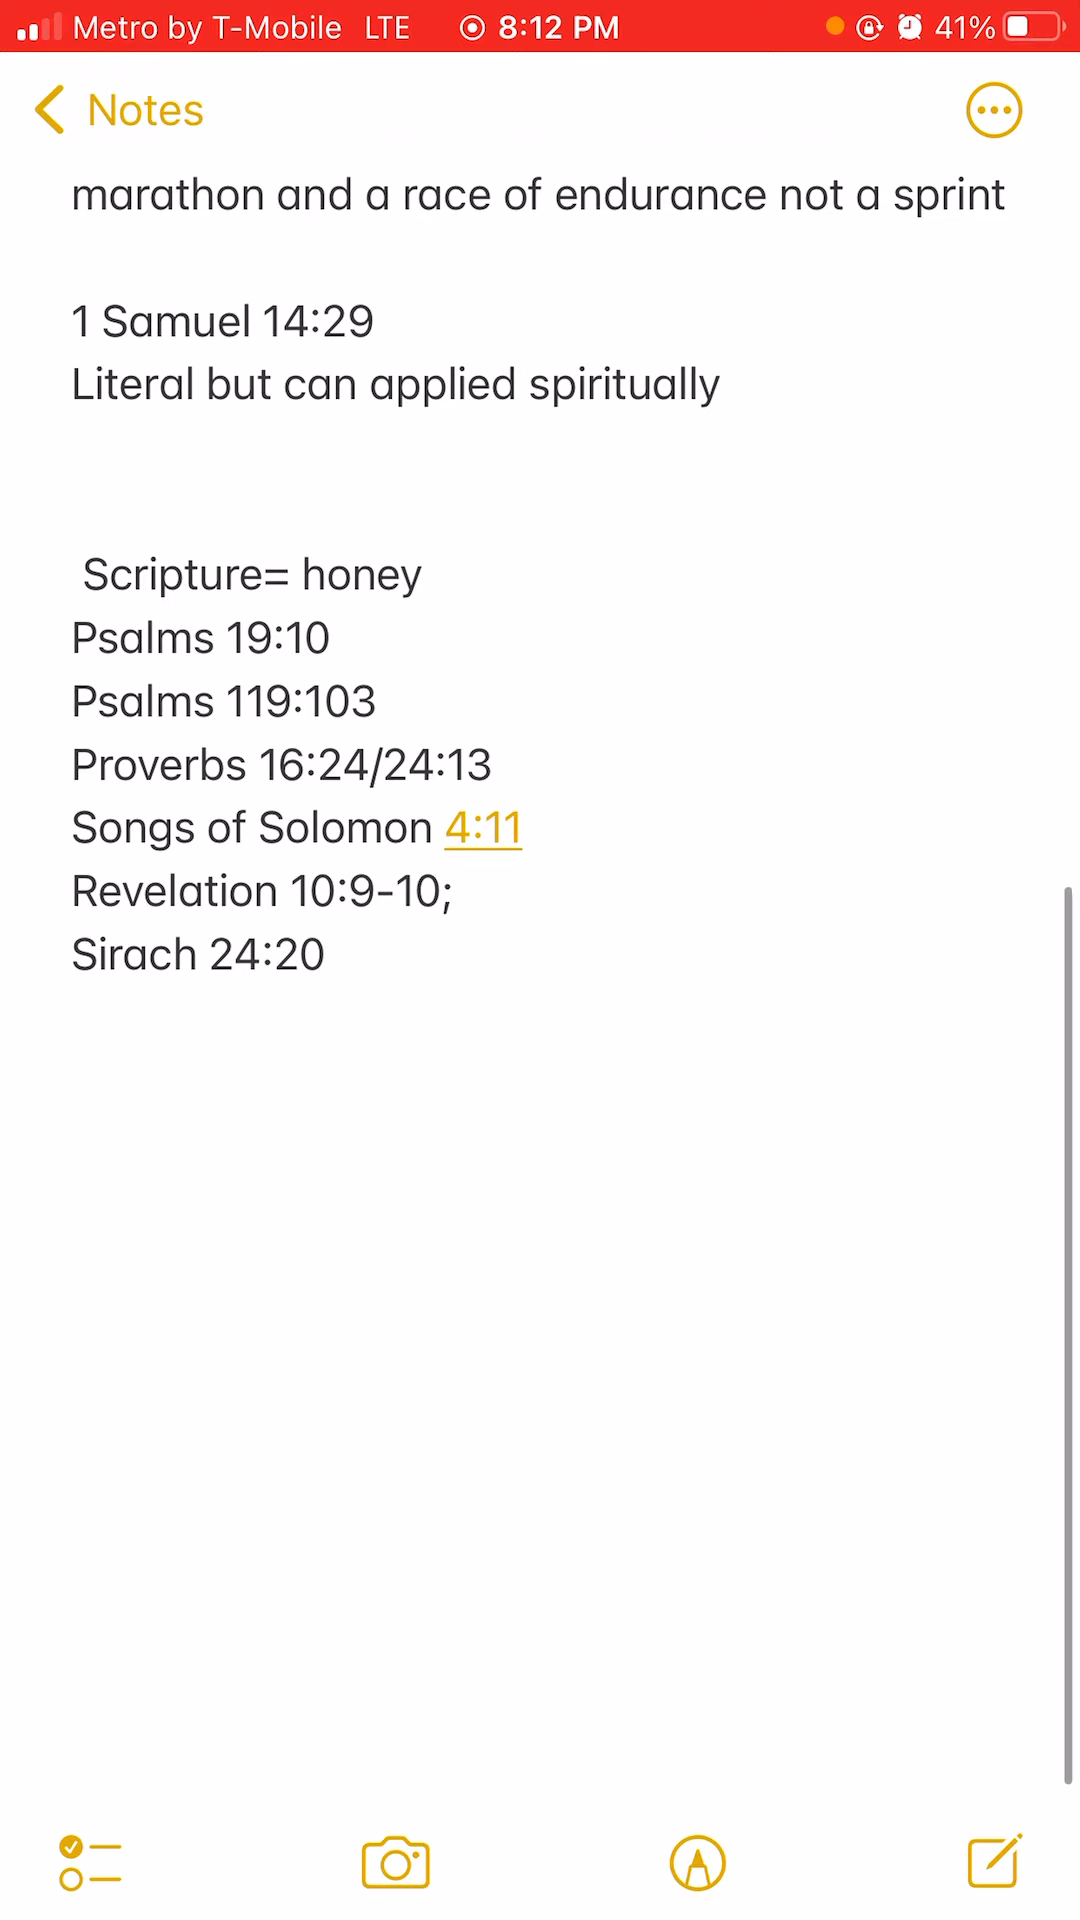 Metro by T-Mobile LTE 8:12 PM 41%
Notes
marathon and a race of endurance not a sprint
1 Samuel 14:29
Literal but can applied spiritually
Scripture= honey
Psalms 19:10
Psalms 119:103
Proverbs 16:24/24:13
Songs of Solomon 4:11
Revelation 10:9-10;
Sirach 24:20